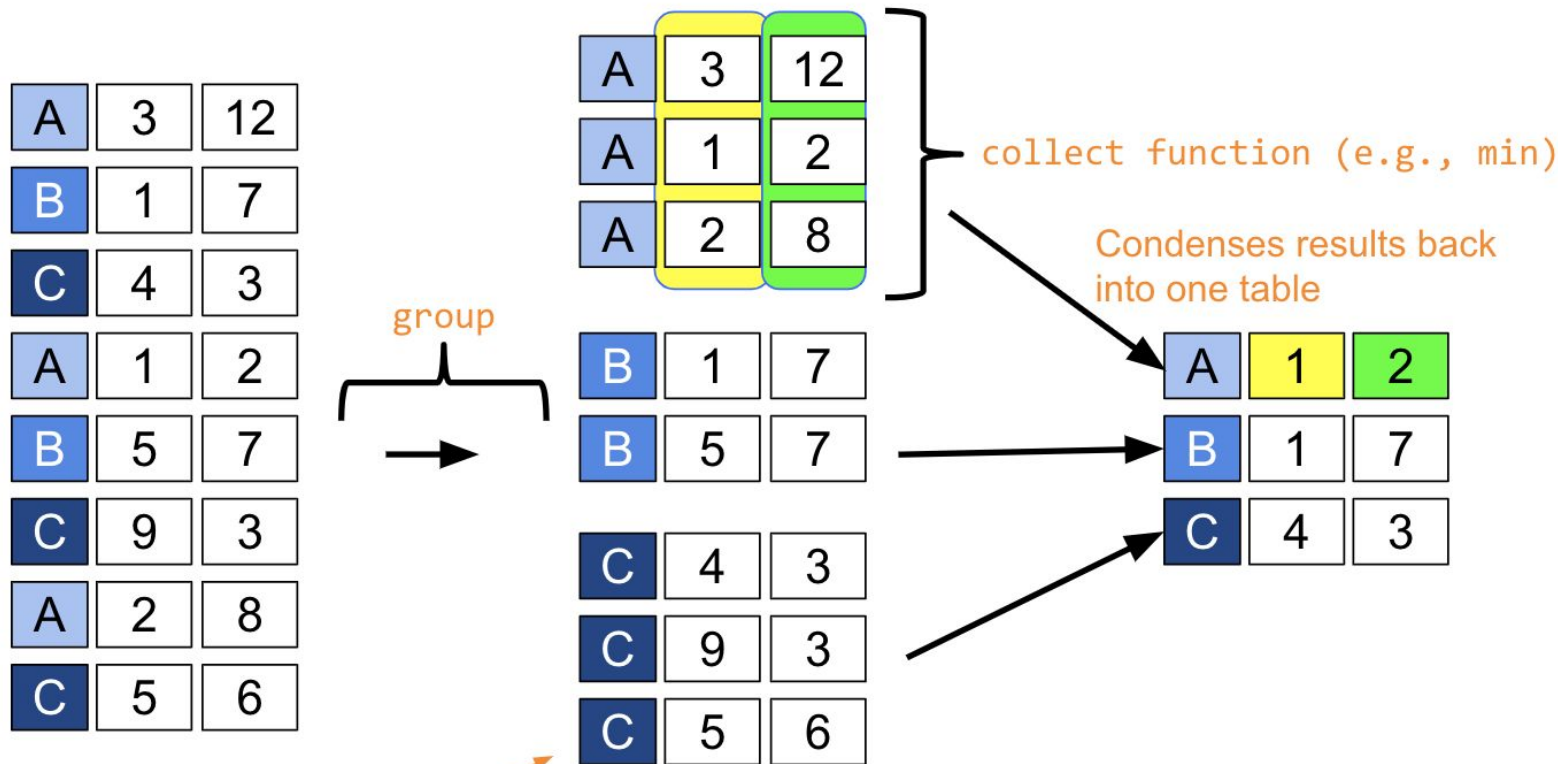 A 3 12
B 1 7
C 4 3
A 1 2
B 5 7
C 9 3
A 2 8
C 5 6
group
A 3 12
A 1 2
A 2 8
B 1 7
B 5 7
C 4 3
C 9 3
C 5 6
collect function (e.g., min)
Condenses results back
into one table
A 1 2
B 1 7
C 4 3